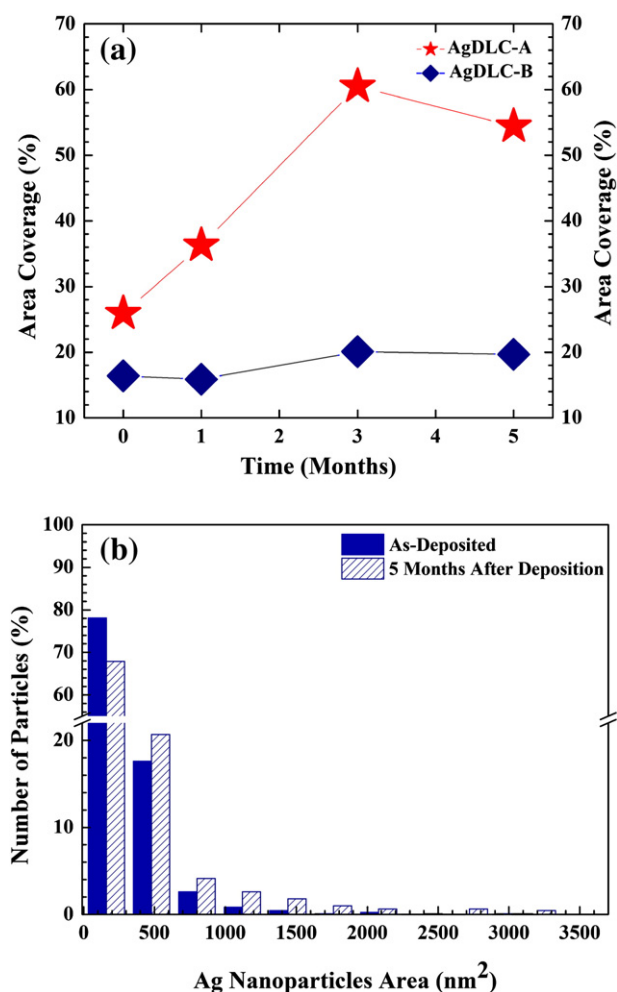 (a)
AgDLC-A
AgDLC-B
70
60
50
40
30
20
10
70
60
50
40
30
20
10
Area Coverage (%)
Area Coverage (%)
0 1 2 3 4 5
Time (Months)
(b)
As-Deposited
5 Months After Deposition
100
90
80
70
60
20
10
0
Number of Particles (%)
0 500 1000 1500 2000 2500 3000 3500
Ag Nanoparticles Area (nm²)